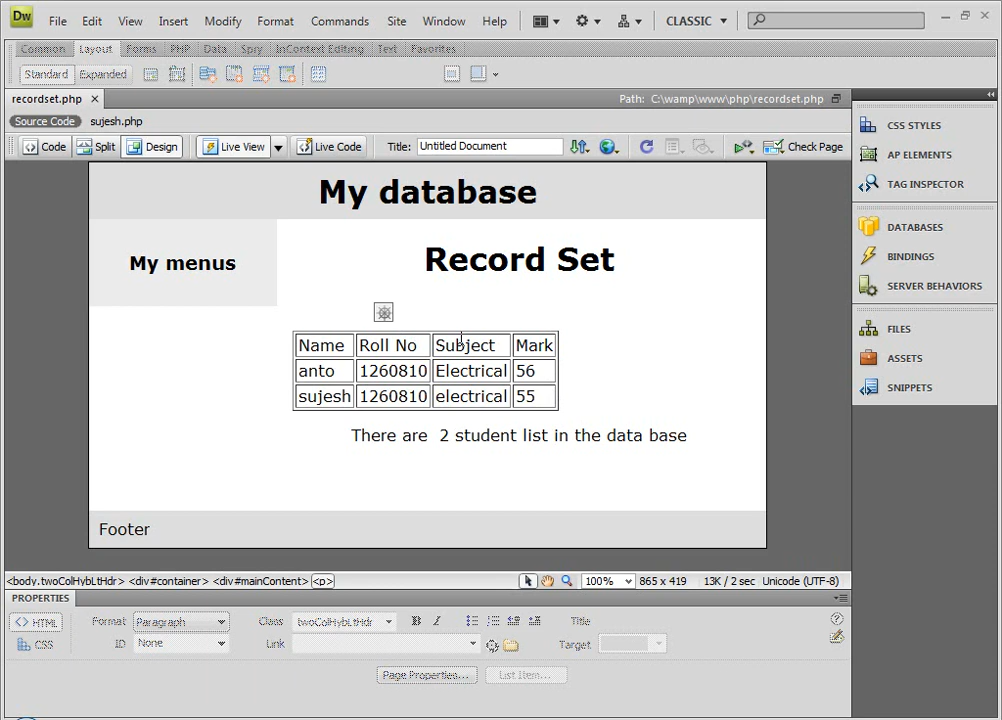 Dw File Edit View Insert Modify Format Commands Site Window Help CLASSIC
Common Layout Forms PHP Data Spry InContext Editing Text Favorites
Standard Expanded
recordset.php Path: C:\wamp\www\php\recordset.php
Source Code sujesh.php
Code Split Design Live View Live Code Title: Untitled Document Check Page
My database
My menus
Record Set
Name Roll No Subject Mark
anto 1260810 Electrical 56
sujesh 1260810 electrical 55
There are 2 student list in the data base
Footer
CSS STYLES
AP ELEMENTS
TAG INSPECTOR
DATABASES
BINDINGS
SERVER BEHAVIORS
FILES
ASSETS
SNIPPETS
<body.twoColHybLtHdr> <div#container> <div#mainContent> <p> 100% 865 x 419 13K / 2 sec Unicode (UTF-8)
PROPERTIES
<> HTML Format Paragraph Class twoColHybLtHdr B I Title
CSS ID None Link Target
Page Properties... List Item...